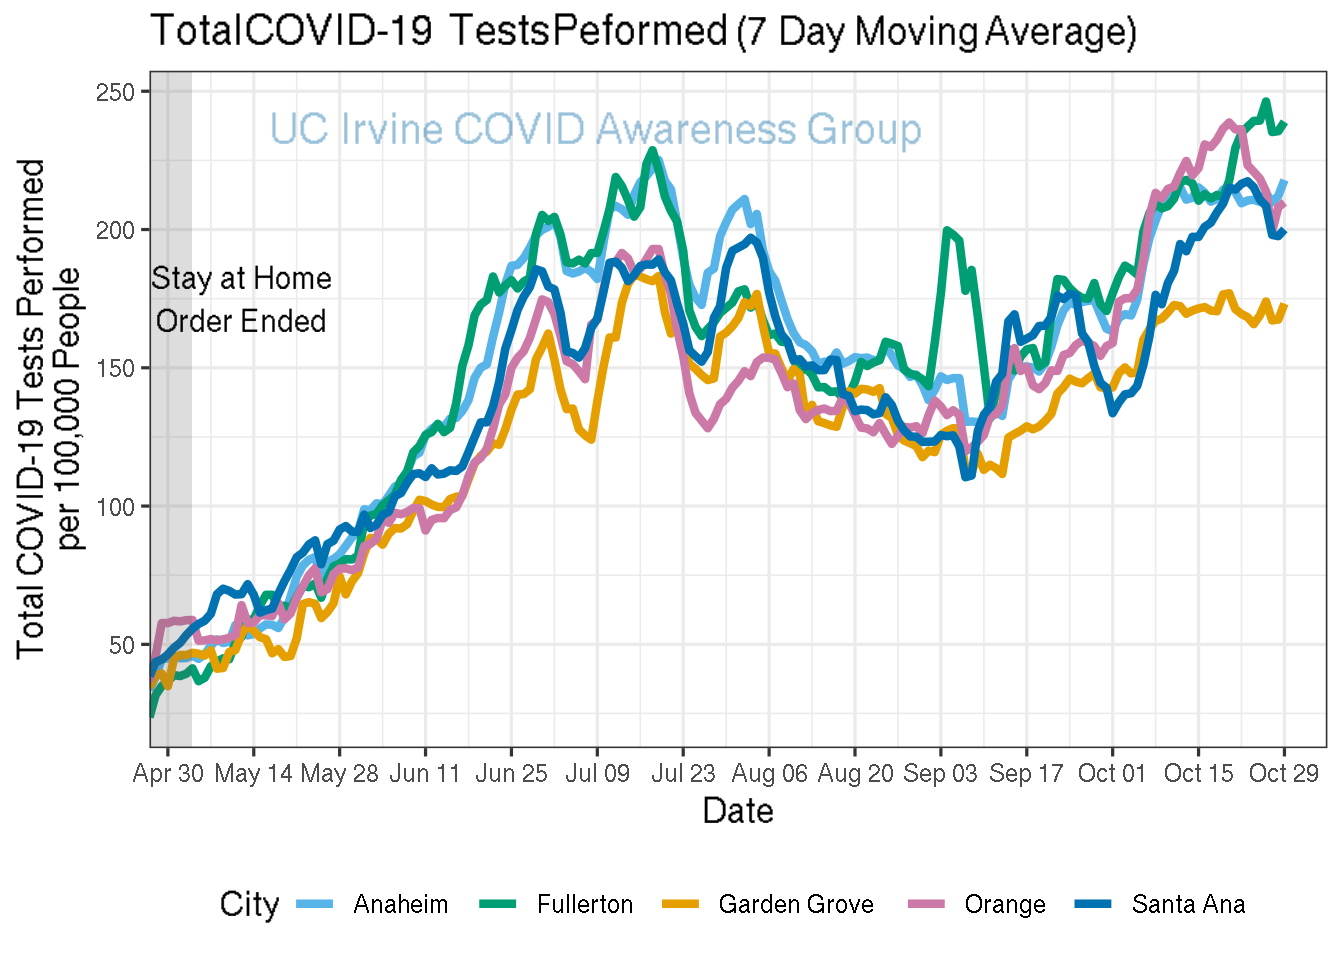 TotalCOVID-19 TestsPeformed (7 Day Moving Average)
UC Irvine COVID Awareness Group
Stay at Home
Order Ended
Total COVID-19 Tests Performed
per 100,000 People
250
200
150
100
50
Apr 30 May 14 May 28 Jun 11 Jun 25 Jul 09 Jul 23 Aug 06 Aug 20 Sep 03 Sep 17 Oct 01 Oct 15 Oct 29
Date
City Anaheim Fullerton Garden Grove Orange Santa Ana